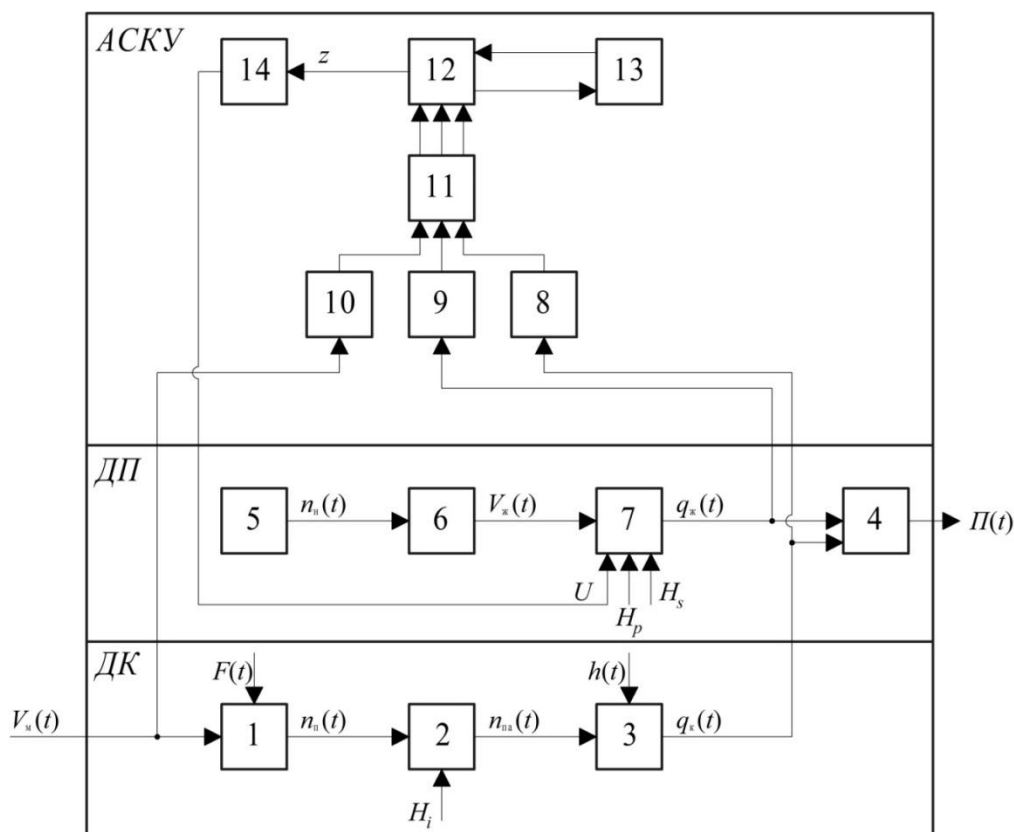 АСКУ
14
z
12
13
11
10
9
8
ДП
5
nн(t)
6
Vж(t)
7
qж(t)
4
П(t)
U
Hp
Hs
ДК
F(t)
h(t)
Vм(t)
1
nп(t)
2
nпа(t)
3
qк(t)
Hi